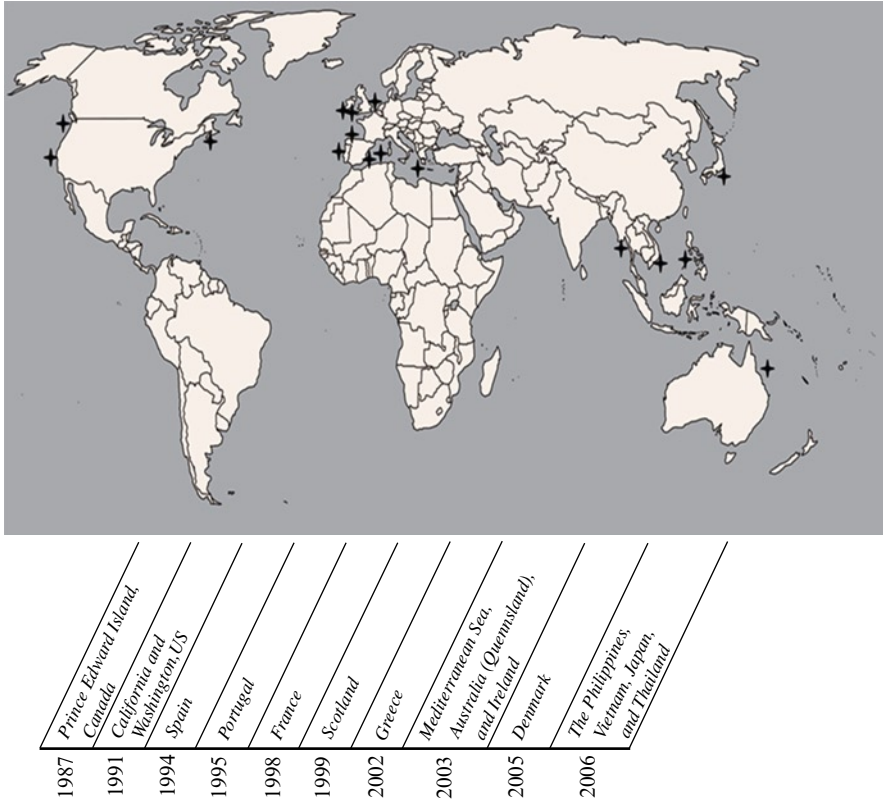 Prince Edward Island,
Canada
California and
Washington,US
Spain
Portugal
France
Scotland
Greece
Mediterranean Sea,
Australia (Quennsland),
and Ireland
Denmark
The Philippines,
Vietnam, Japan,
and Thailand
1987
1991
1994
1995
1998
1999
2002
2003
2005
2006